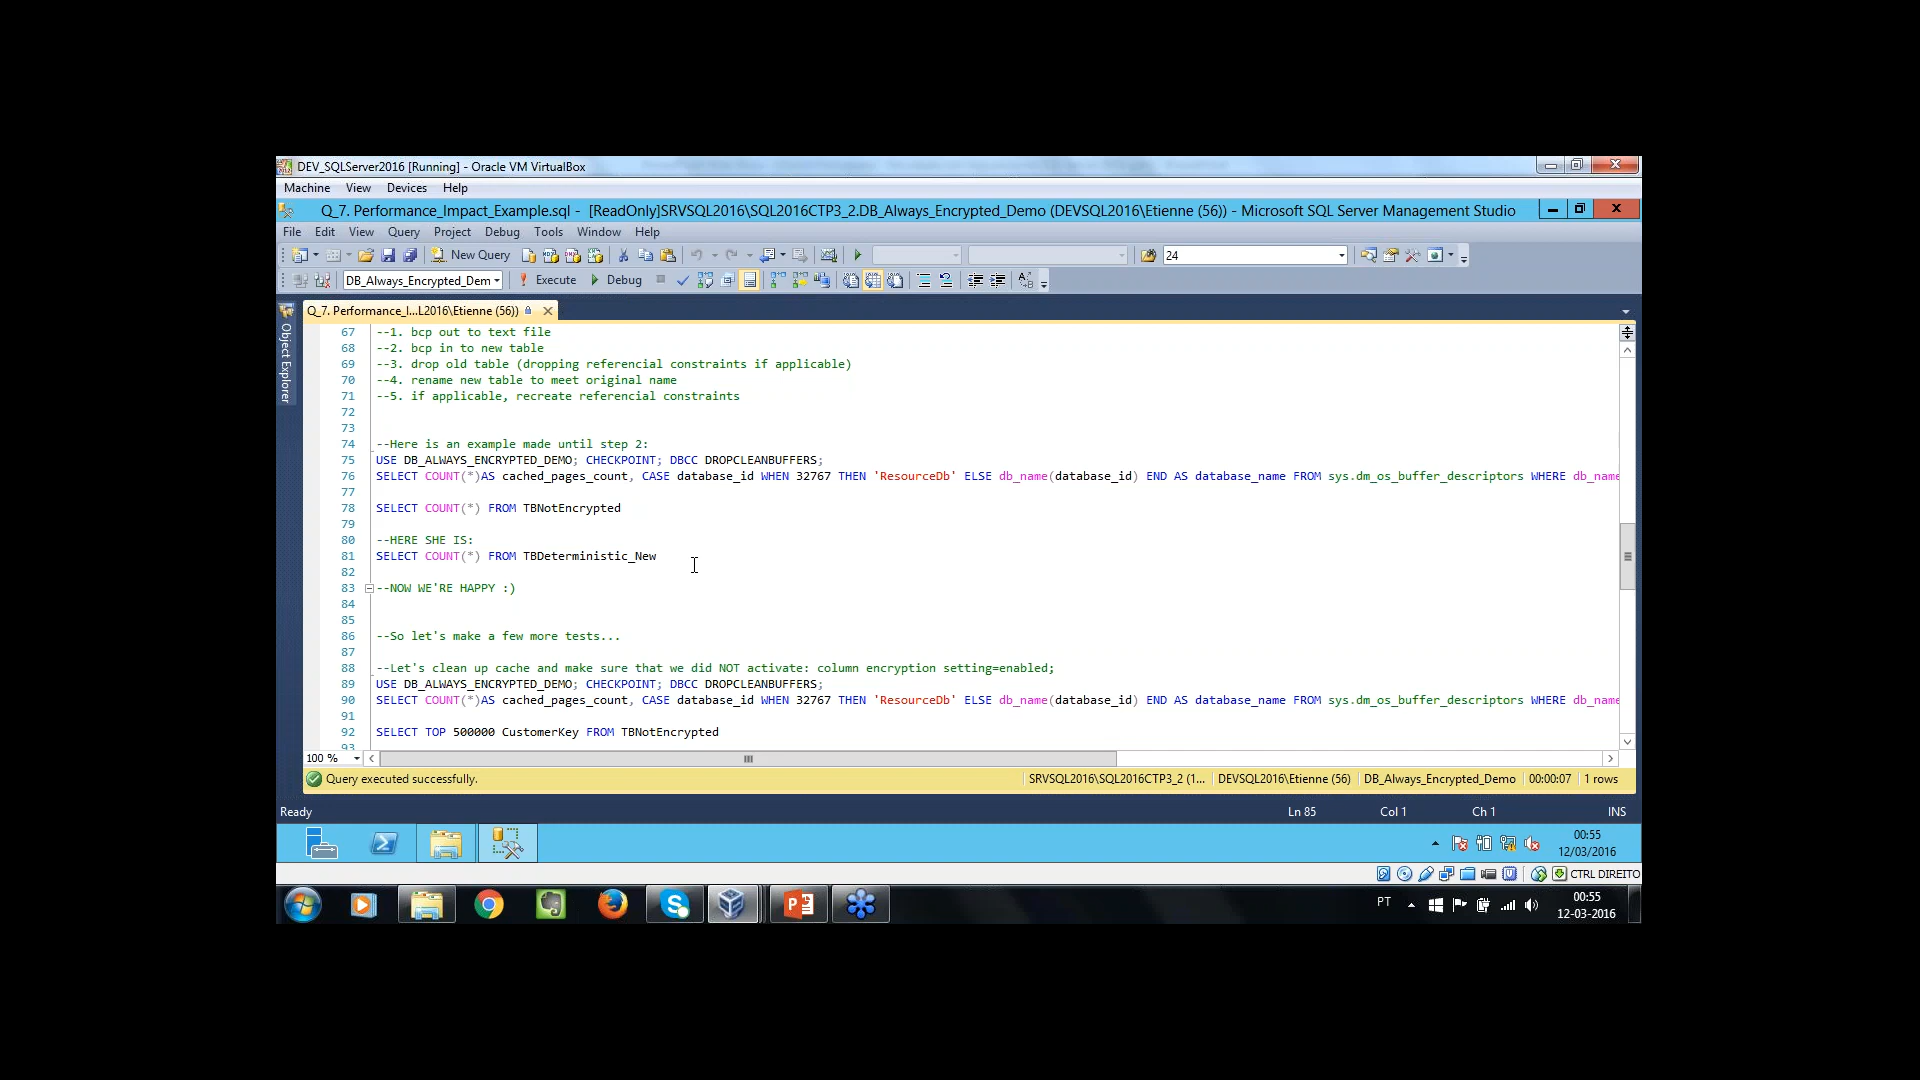 DEV_SQLServer2016 [Running] - Oracle VM VirtualBox
Machine View Devices Help
Q_7. Performance_Impact_Example.sql - [ReadOnly]SRVSQL2016\SQL2016CTP3_2.DB_Always_Encrypted_Demo (DEVSQL2016\Etienne (56)) - Microsoft SQL Server Management Studio
File Edit View Query Project Debug Tools Window Help
New Query 24
DB_Always_Encrypted_Dem Execute Debug
Q_7. Performance_I...L2016\Etienne (56))
Object Explorer
67 --1. bcp out to text file
68 --2. bcp in to new table
69 --3. drop old table (dropping referencial constraints if applicable)
70 --4. rename new table to meet original name
71 --5. if applicable, recreate referencial constraints
72
73
74 --Here is an example made until step 2:
75 USE DB_ALWAYS_ENCRYPTED_DEMO; CHECKPOINT; DBCC DROPCLEANBUFFERS;
76 SELECT COUNT(*)AS cached_pages_count, CASE database_id WHEN 32767 THEN 'ResourceDb' ELSE db_name(database_id) END AS database_name FROM sys.dm_os_buffer_descriptors WHERE db_name
77
78 SELECT COUNT(*) FROM TBNotEncrypted
79
80 --HERE SHE IS:
81 SELECT COUNT(*) FROM TBDeterministic_New
82
83 --NOW WE'RE HAPPY :)
84
85
86 --So let's make a few more tests...
87
88 --Let's clean up cache and make sure that we did NOT activate: column encryption setting=enabled;
89 USE DB_ALWAYS_ENCRYPTED_DEMO; CHECKPOINT; DBCC DROPCLEANBUFFERS;
90 SELECT COUNT(*)AS cached_pages_count, CASE database_id WHEN 32767 THEN 'ResourceDb' ELSE db_name(database_id) END AS database_name FROM sys.dm_os_buffer_descriptors WHERE db_name
91
92 SELECT TOP 500000 CustomerKey FROM TBNotEncrypted
93
100 %
Query executed successfully. SRVSQL2016\SQL2016CTP3_2 (1... DEVSQL2016\Etienne (56) DB_Always_Encrypted_Demo 00:00:07 1 rows
Ready Ln 85 Col 1 Ch 1 INS
00:55
12/03/2016
CTRL DIREITO
PT 00:55
12-03-2016